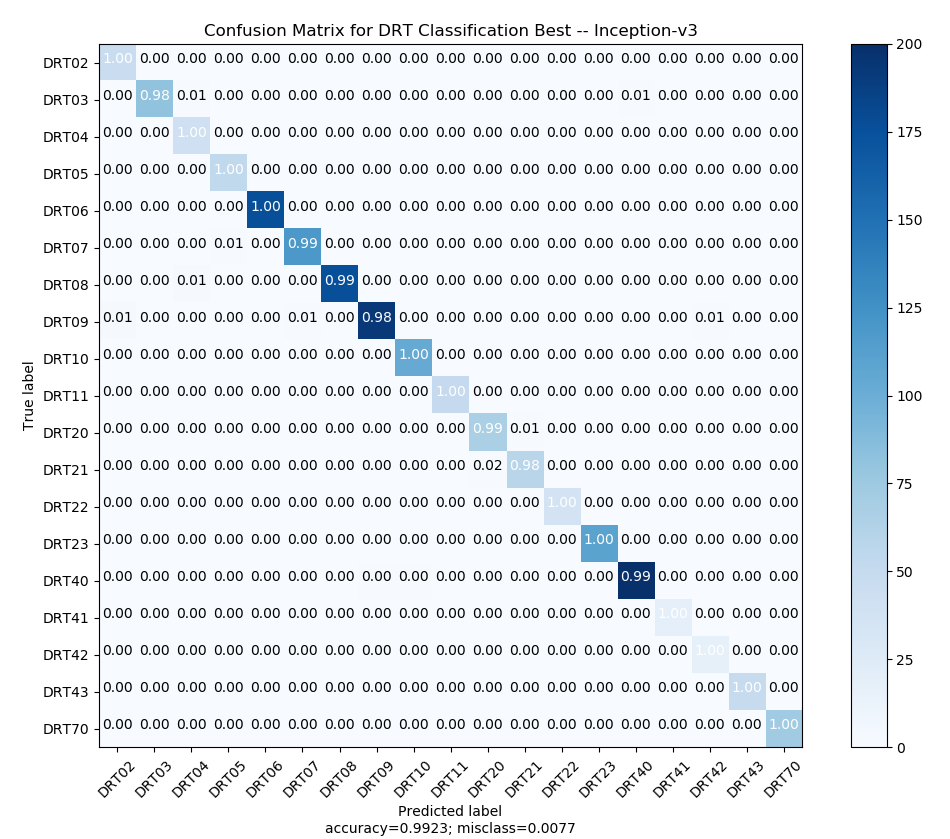 Confusion Matrix for DRT Classification Best -- Inception-v3
DRT02 1.00 0.00 0.00 0.00 0.00 0.00 0.00 0.00 0.00 0.00 0.00 0.00 0.00 0.00 0.00 0.00 0.00 0.00 0.00
DRT03 0.00 0.98 0.01 0.00 0.00 0.00 0.00 0.00 0.00 0.00 0.00 0.00 0.00 0.00 0.01 0.00 0.00 0.00 0.00
DRT04 0.00 0.00 1.00 0.00 0.00 0.00 0.00 0.00 0.00 0.00 0.00 0.00 0.00 0.00 0.00 0.00 0.00 0.00 0.00
DRT05 0.00 0.00 0.00 1.00 0.00 0.00 0.00 0.00 0.00 0.00 0.00 0.00 0.00 0.00 0.00 0.00 0.00 0.00 0.00
DRT06 0.00 0.00 0.00 0.00 1.00 0.00 0.00 0.00 0.00 0.00 0.00 0.00 0.00 0.00 0.00 0.00 0.00 0.00 0.00
DRT07 0.00 0.00 0.00 0.01 0.00 0.99 0.00 0.00 0.00 0.00 0.00 0.00 0.00 0.00 0.00 0.00 0.00 0.00 0.00
DRT08 0.00 0.00 0.01 0.00 0.00 0.00 0.99 0.00 0.00 0.00 0.00 0.00 0.00 0.00 0.00 0.00 0.00 0.00 0.00
DRT09 0.01 0.00 0.00 0.00 0.00 0.01 0.00 0.98 0.00 0.00 0.00 0.00 0.00 0.00 0.00 0.00 0.01 0.00 0.00
DRT10 0.00 0.00 0.00 0.00 0.00 0.00 0.00 0.00 1.00 0.00 0.00 0.00 0.00 0.00 0.00 0.00 0.00 0.00 0.00
DRT11 0.00 0.00 0.00 0.00 0.00 0.00 0.00 0.00 0.00 1.00 0.00 0.00 0.00 0.00 0.00 0.00 0.00 0.00 0.00
DRT20 0.00 0.00 0.00 0.00 0.00 0.00 0.00 0.00 0.00 0.00 0.99 0.01 0.00 0.00 0.00 0.00 0.00 0.00 0.00
DRT21 0.00 0.00 0.00 0.00 0.00 0.00 0.00 0.00 0.00 0.00 0.02 0.98 0.00 0.00 0.00 0.00 0.00 0.00 0.00
DRT22 0.00 0.00 0.00 0.00 0.00 0.00 0.00 0.00 0.00 0.00 0.00 0.00 1.00 0.00 0.00 0.00 0.00 0.00 0.00
DRT23 0.00 0.00 0.00 0.00 0.00 0.00 0.00 0.00 0.00 0.00 0.00 0.00 0.00 1.00 0.00 0.00 0.00 0.00 0.00
DRT40 0.00 0.00 0.00 0.00 0.00 0.00 0.00 0.00 0.00 0.00 0.00 0.00 0.00 0.00 0.99 0.00 0.00 0.00 0.00
DRT41 0.00 0.00 0.00 0.00 0.00 0.00 0.00 0.00 0.00 0.00 0.00 0.00 0.00 0.00 0.00 1.00 0.00 0.00 0.00
DRT42 0.00 0.00 0.00 0.00 0.00 0.00 0.00 0.00 0.00 0.00 0.00 0.00 0.00 0.00 0.00 0.00 1.00 0.00 0.00
DRT43 0.00 0.00 0.00 0.00 0.00 0.00 0.00 0.00 0.00 0.00 0.00 0.00 0.00 0.00 0.00 0.00 0.00 1.00 0.00
DRT70 0.00 0.00 0.00 0.00 0.00 0.00 0.00 0.00 0.00 0.00 0.00 0.00 0.00 0.00 0.00 0.00 0.00 0.00 1.00
True label
DRT02 DRT03 DRT04 DRT05 DRT06 DRT07 DRT08 DRT09 DRT10 DRT11 DRT20 DRT21 DRT22 DRT23 DRT40 DRT41 DRT42 DRT43 DRT70
Predicted label
accuracy=0.9923; misclass=0.0077
200
175
150
125
100
75
50
25
0